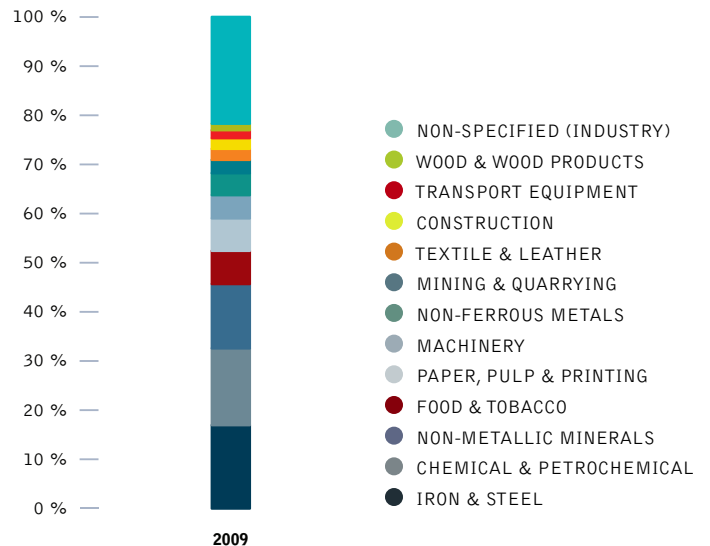 100 %
90 %
80 %
70 %
60 %
50 %
40 %
30 %
20 %
10 %
0 %
2009
NON-SPECIFIED (INDUSTRY)
WOOD & WOOD PRODUCTS
TRANSPORT EQUIPMENT
CONSTRUCTION
TEXTILE & LEATHER
MINING & QUARRYING
NON-FERROUS METALS
MACHINERY
PAPER, PULP & PRINTING
FOOD & TOBACCO
NON-METALLIC MINERALS
CHEMICAL & PETROCHEMICAL
IRON & STEEL